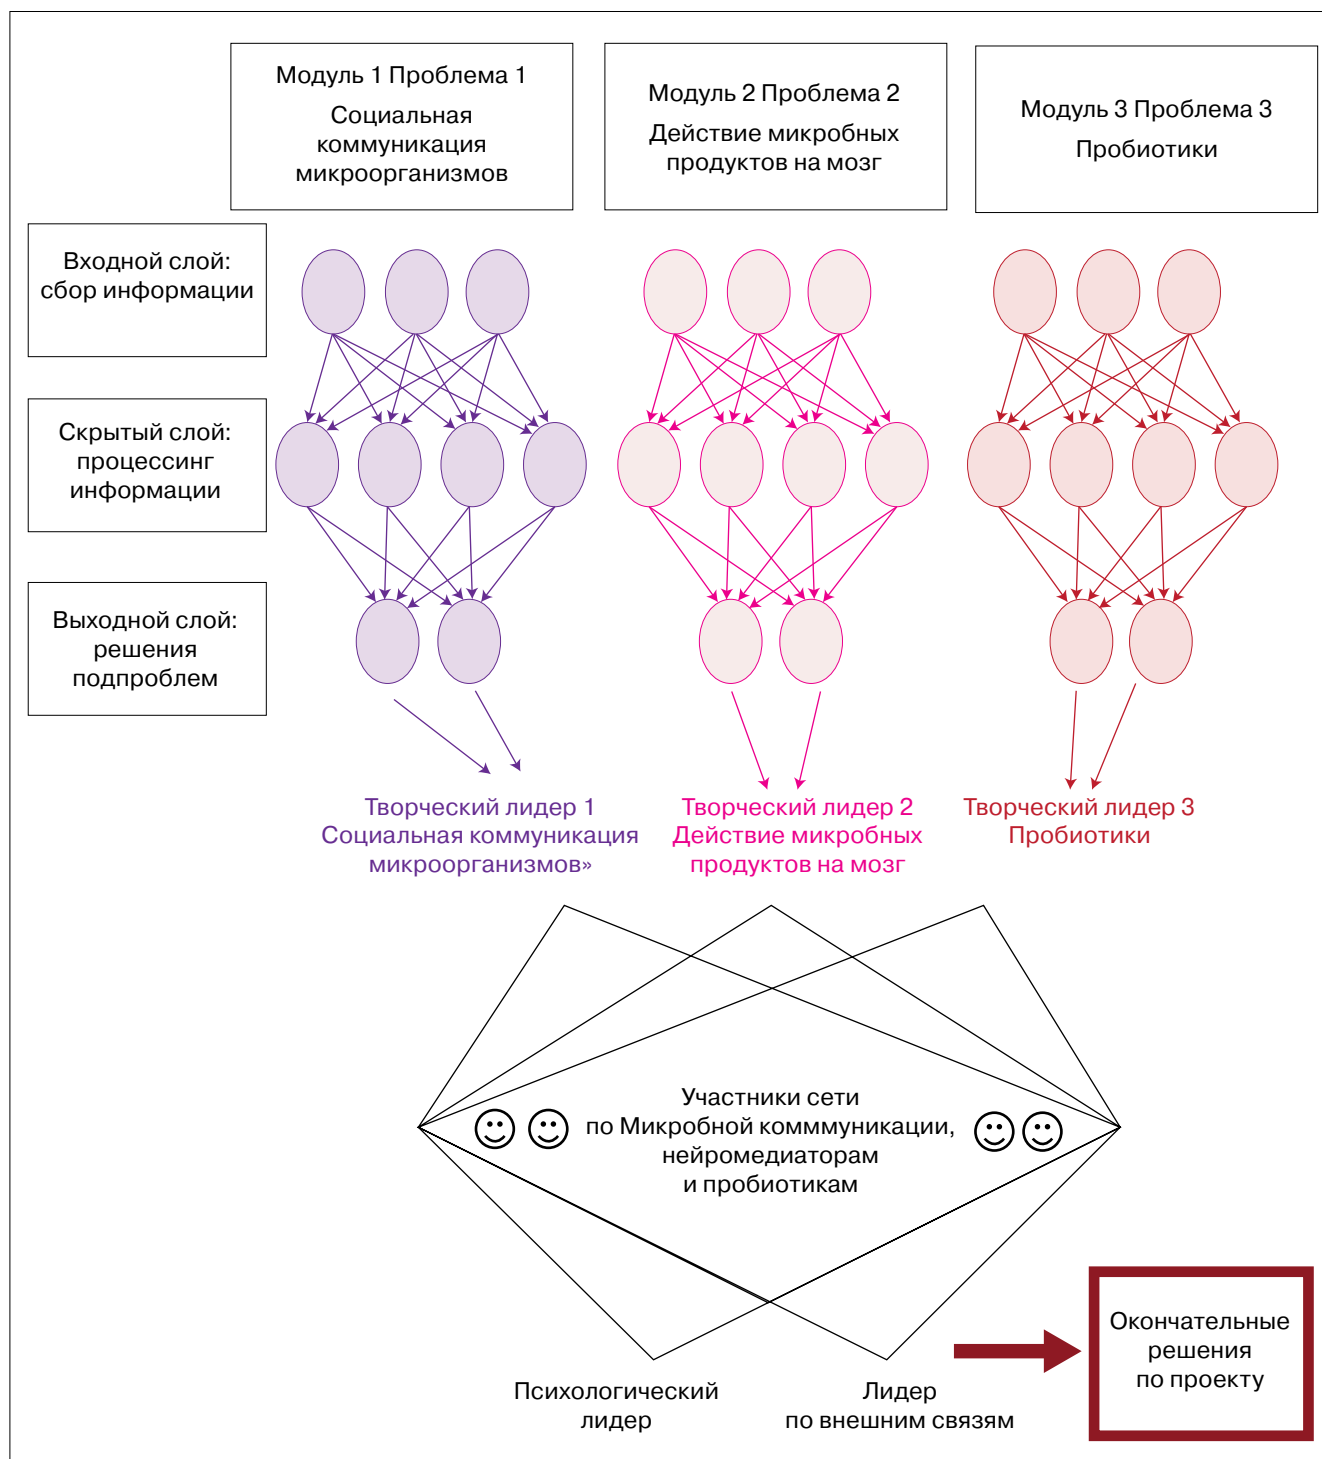 Модуль 1 Проблема 1
Социальная
коммуникация
микроорганизмов
Модуль 2 Проблема 2
Действие микробных
продуктов на мозг
Модуль 3 Проблема 3
Пробиотики
Входной слой:
сбор информации
Скрытый слой:
процессинг
информации
Выходной слой:
решения
подпроблем
Творческий лидер 1
Социальная коммуникация
микроорганизмов»
Творческий лидер 2
Действие микробных
продуктов на мозг
Творческий лидер 3
Пробиотики
Участники сети
по Микробной комммуникации,
нейромедиаторам
и пробиотикам
Психологический
лидер
Лидер
по внешним связям
Окончательные
решения
по проекту